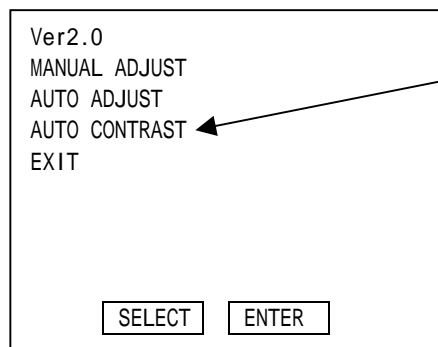 Ver2.0
MANUAL ADJUST
AUTO ADJUST
AUTO CONTRAST
EXIT
SELECT ENTER